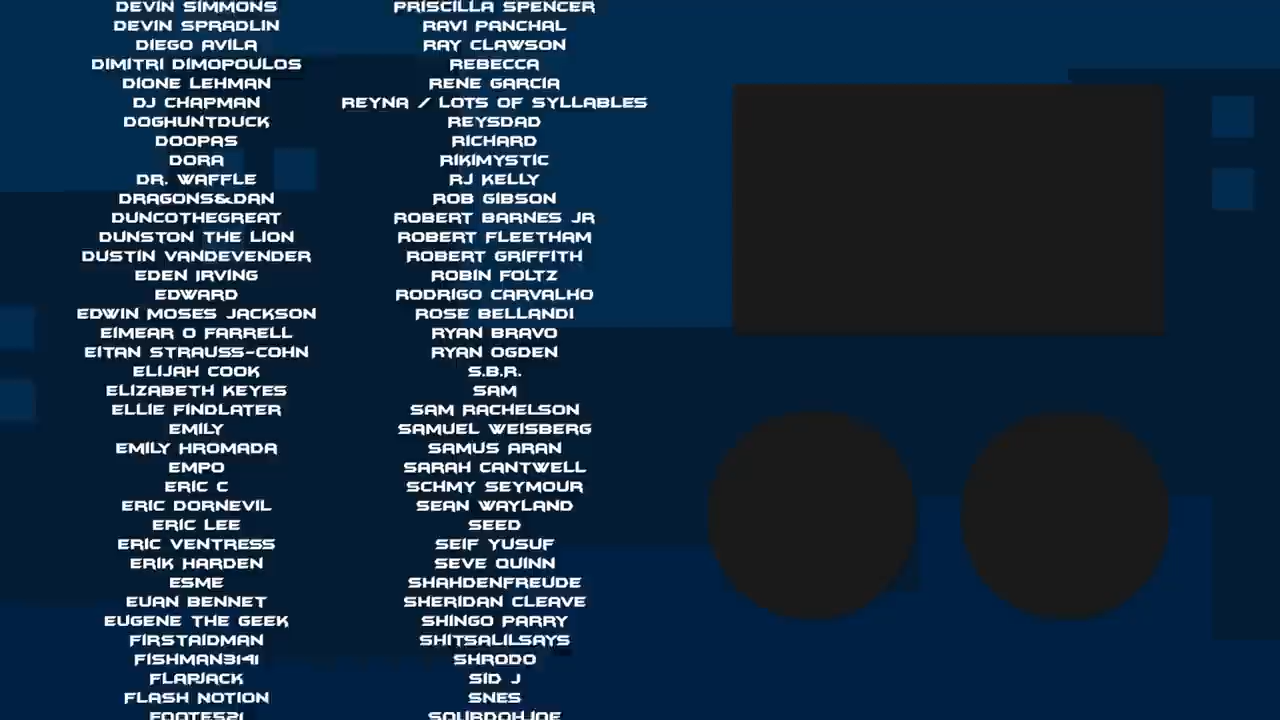 DEVIN SIMMONS
DEVIN SPRADLIN
DIEGO AVILA
DIMITRI DIMOPOULOS
DIONE LEHMAN
DJ CHAPMAN
DOGHUNTDUCK
DOOPAS
DORA
DR. WAFFLE
DRAGONS&DAN
DUNCOTHEGREAT
DUNSTON THE LION
DUSTIN VANDEVENDER
EDEN IRVING
EDWARD
EDWIN MOSES JACKSON
EIMEAR O FARRELL
EITAN STRAUSS-COHN
ELIJAH COOK
ELIZABETH KEYES
ELLIE FINDLATER
EMILY
EMILY HROMADA
EMPO
ERIC C
ERIC DORNEVIL
ERIC LEE
ERIC VENTRESS
ERIK HARDEN
ESME
EUAN BENNET
EUGENE THE GEEK
FIRSTAIDMAN
FISHMAN3141
FLAPJACK
FLASH NOTION
FOOTES21
PRISCILLA SPENCER
RAVI PANCHAL
RAY CLAWSON
REBECCA
RENE GARCIA
REYNA / LOTS OF SYLLABLES
REYSDAD
RICHARD
RIKIMYSTIC
RJ KELLY
ROB GIBSON
ROBERT BARNES JR
ROBERT FLEETHAM
ROBERT GRIFFITH
ROBIN FOLTZ
RODRIGO CARVALHO
ROSE BELLANDI
RYAN BRAVO
RYAN OGDEN
S.B.R.
SAM
SAM RACHELSON
SAMUEL WEISBERG
SAMUS ARAN
SARAH CANTWELL
SCHMY SEYMOUR
SEAN WAYLAND
SEED
SEIF YUSUF
SEVE QUINN
SHAHDENFREUDE
SHERIDAN CLEAVE
SHINGO PARRY
SHITSALILSAYS
SHRODO
SID J
SNES
SOURDOHJOE